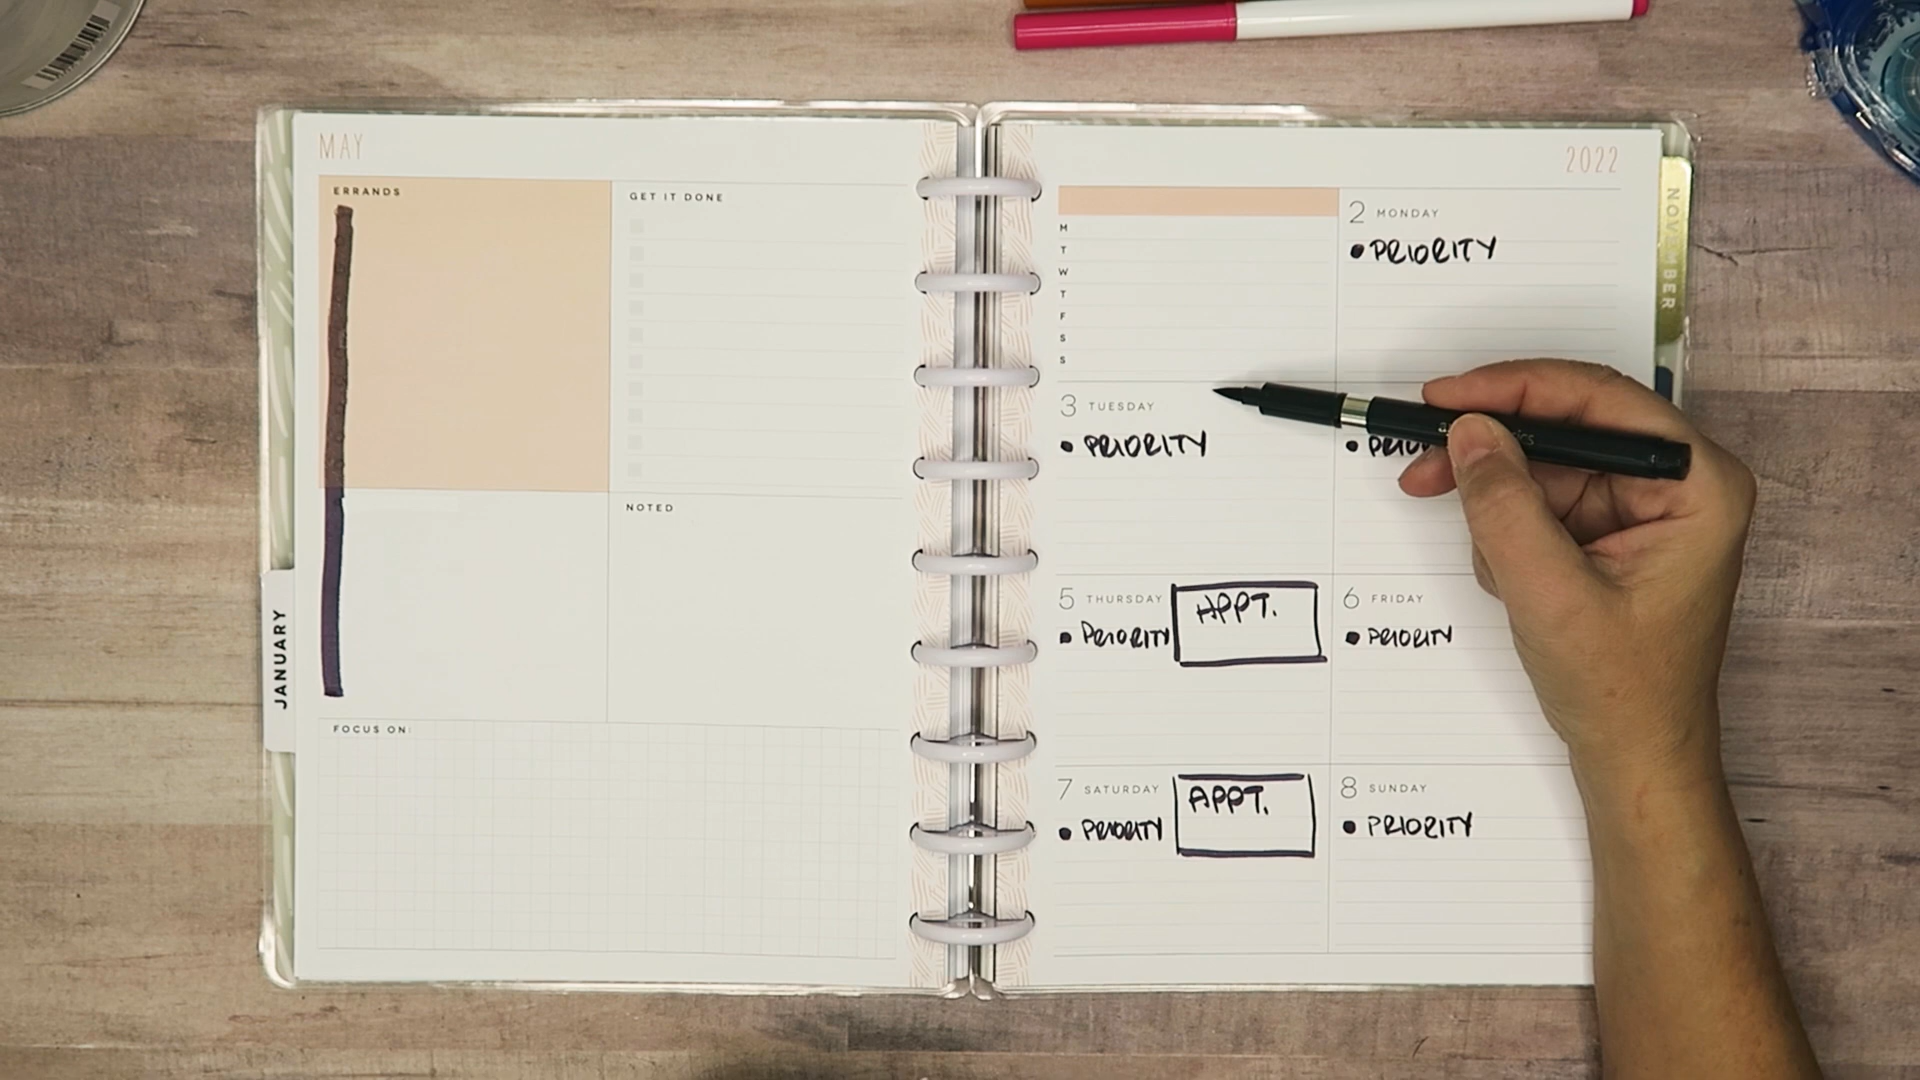 MAY
ERRANDS
GET IT DONE
NOTED
FOCUS ON:
JANUARY
2022
M
T
W
T
F
S
S
2 MONDAY
• PRIORITY
3 TUESDAY
• PRIORITY
5 THURSDAY
• PRIORITY
APPT.
6 FRIDAY
• PRIORITY
7 SATURDAY
• PRIORITY
APPT.
8 SUNDAY
• PRIORITY
NOVEMBER